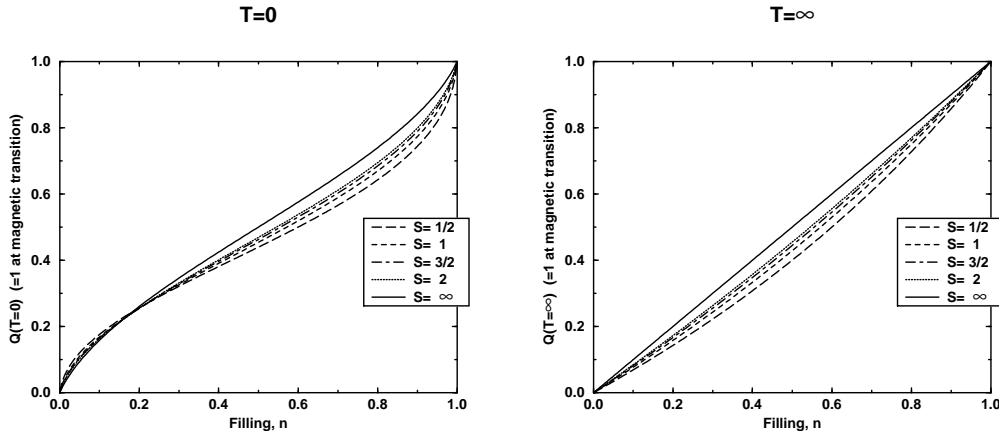 T=0
Q(T=0) (=1 at magnetic transition)
1.0
0.8
0.6
0.4
0.2
0.0
0.0 0.2 0.4 0.6 0.8 1.0
Filling, n
S= 1/2
S= 1
S= 3/2
S= 2
S= ∞
T=∞
Q(T=∞) (=1 at magnetic transition)
1.0
0.8
0.6
0.4
0.2
0.0
0.0 0.2 0.4 0.6 0.8 1.0
Filling, n
S= 1/2
S= 1
S= 3/2
S= 2
S= ∞